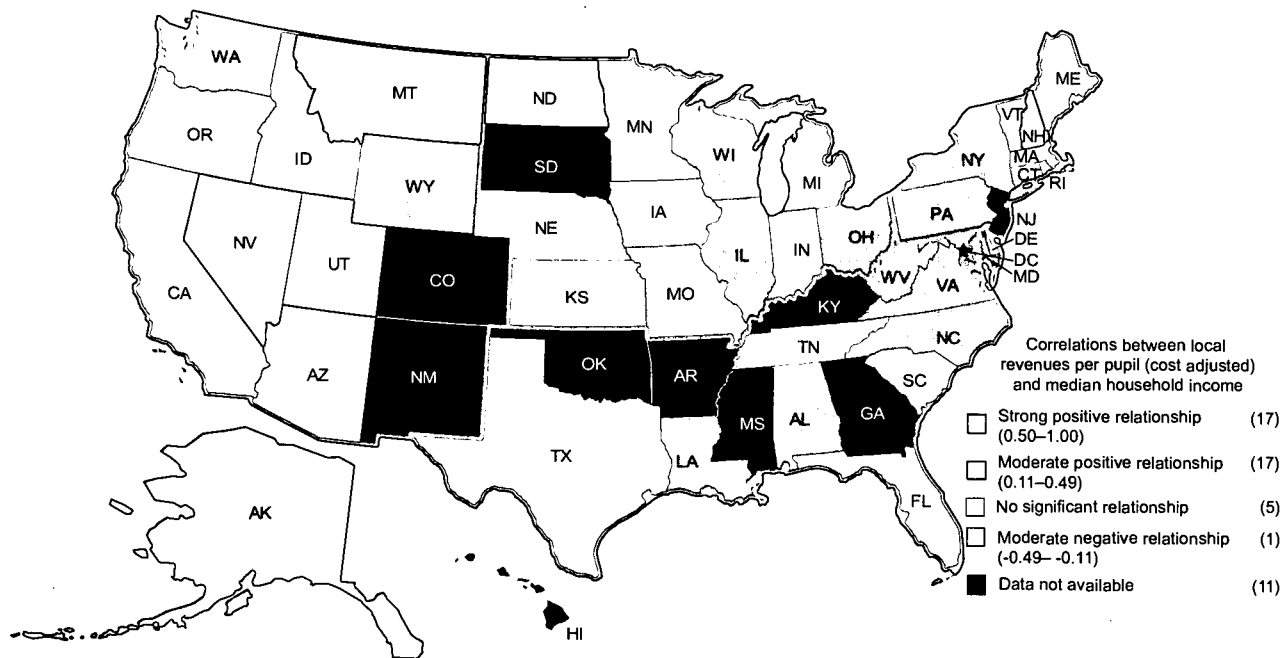 WA
MT
ND
MN
ME
VT
NH
OR
ID
SD
WI
NY
MA
CT
RI
WY
MI
IA
PA
NJ
NE
NV
UT
IL
IN
OH
DE
DC
MD
CO
WV
VA
CA
KS
MO
KY
NC
TN
AZ
NM
OK
AR
SC
MS
AL
GA
TX
LA
FL
AK
HI
Correlations between local
revenues per pupil (cost adjusted)
and median household income
Strong positive relationship (17)
(0.50–1.00)
Moderate positive relationship (17)
(0.11–0.49)
No significant relationship (5)
Moderate negative relationship (1)
(-0.49– -0.11)
Data not available (11)